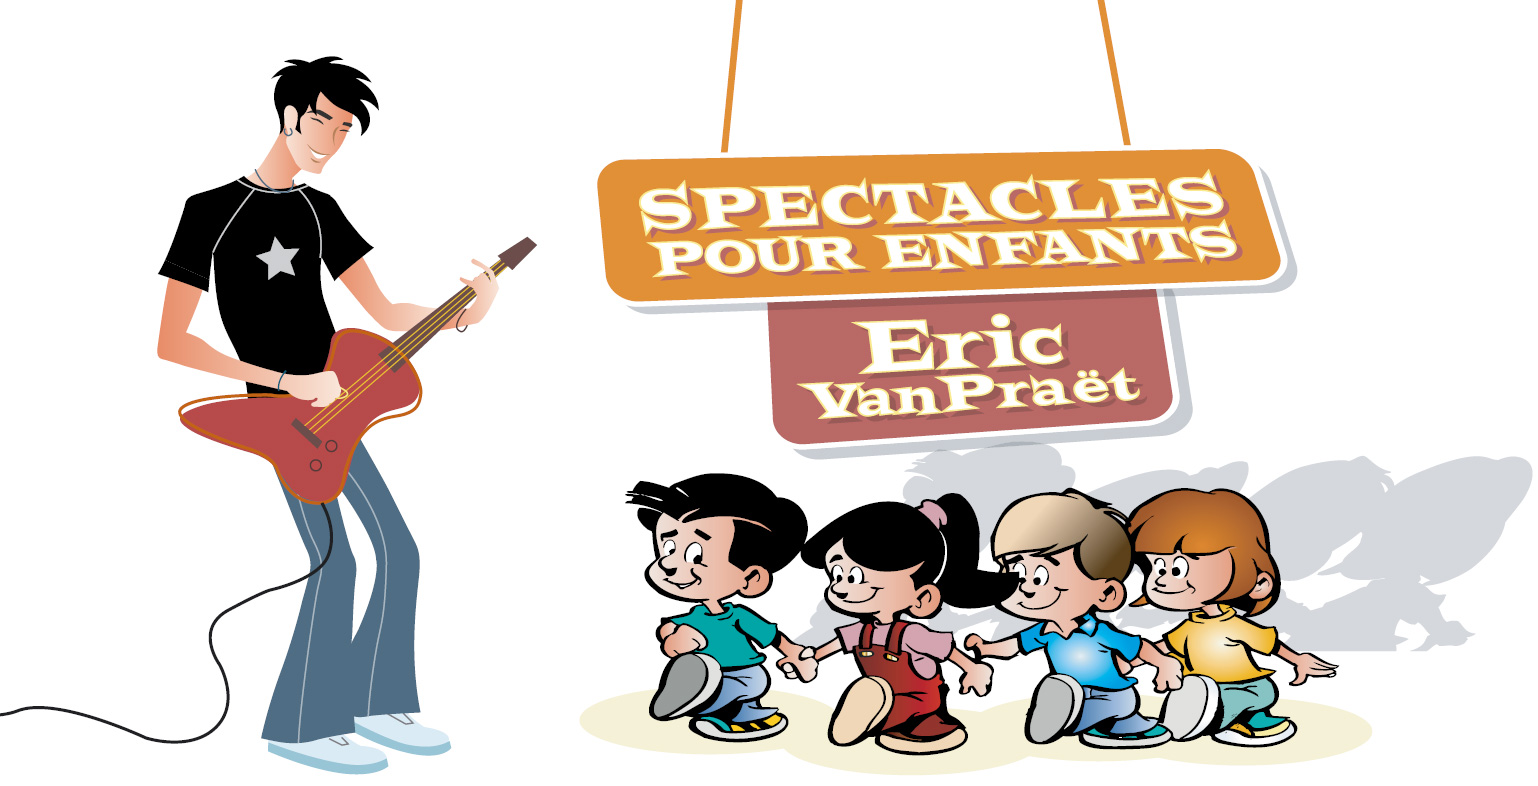 SPECTACLES
POUR ENFANTS
Eric
VanPraët